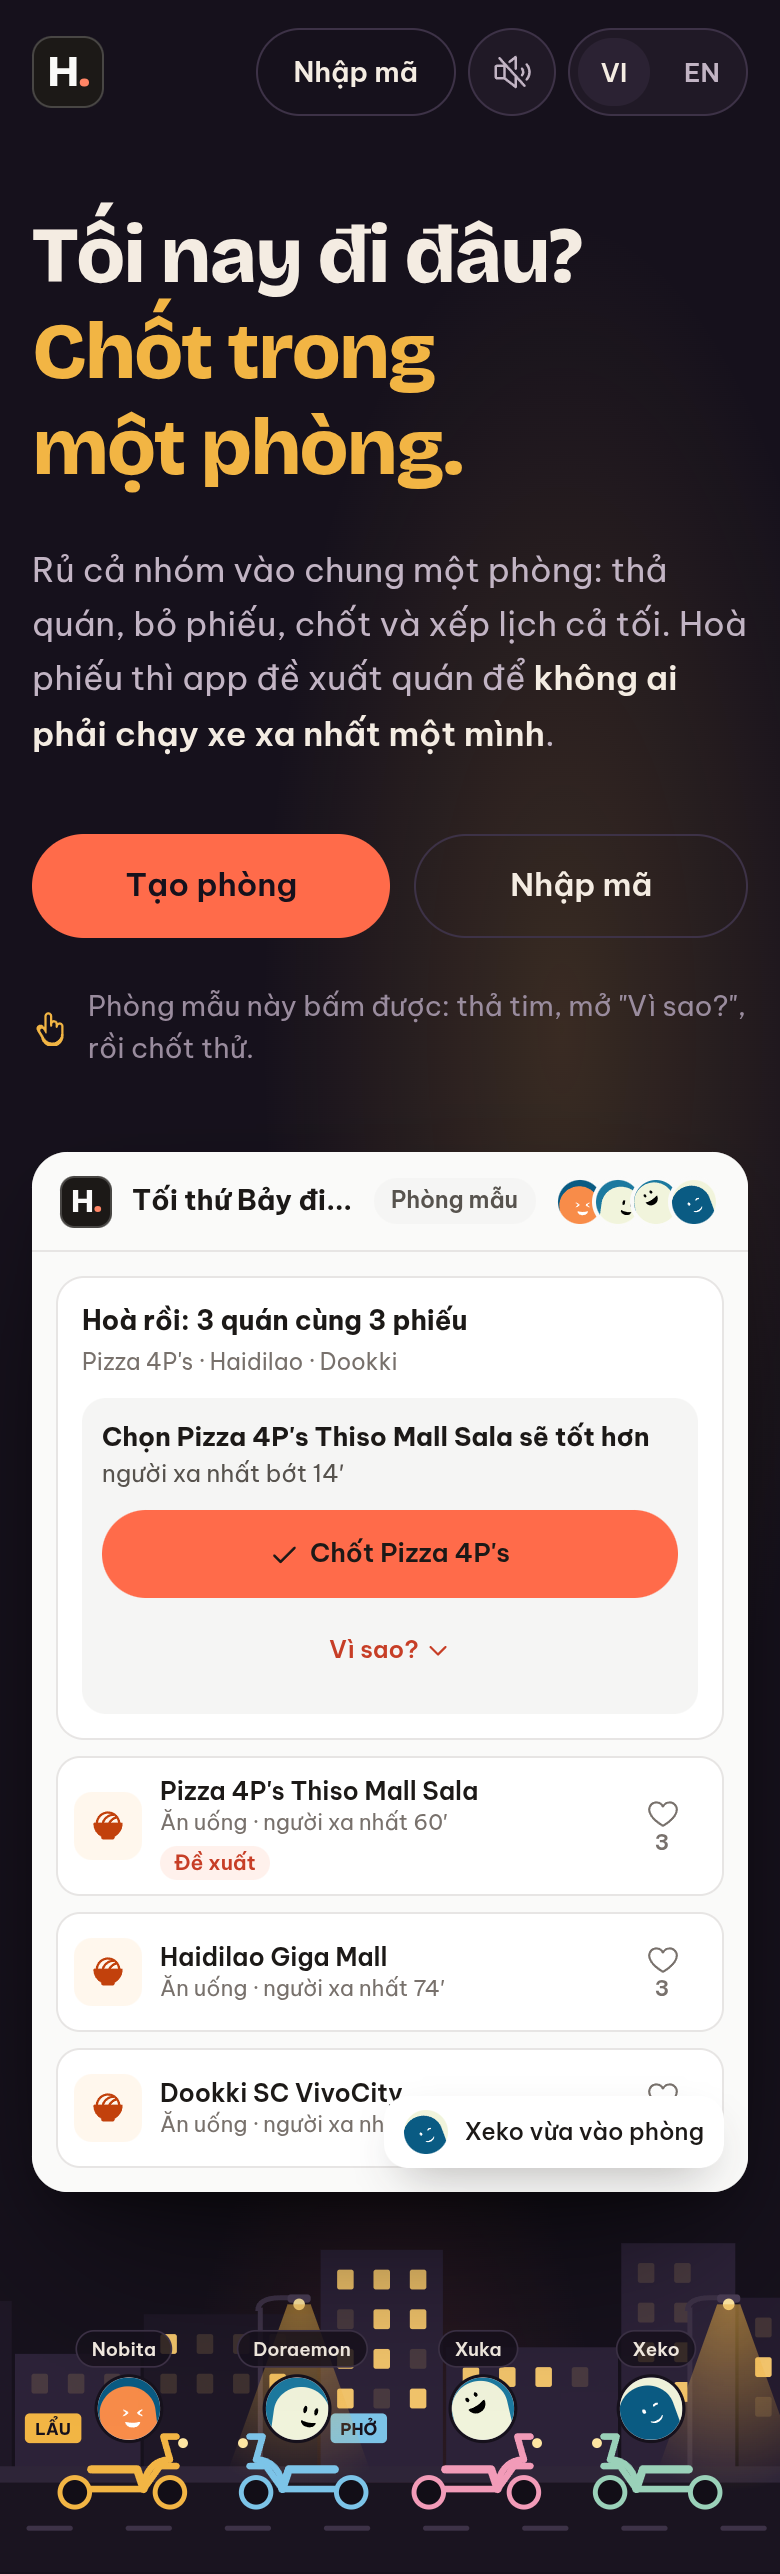 H.
Nhập mã
VI
EN
Tối nay đi đâu?
Chốt trong
một phòng.
Rủ cả nhóm vào chung một phòng: thả
quán, bỏ phiếu, chốt và xếp lịch cả tối. Hoà
phiếu thì app đề xuất quán để không ai
phải chạy xe xa nhất một mình.
Tạo phòng
Nhập mã
Phòng mẫu này bấm được: thả tim, mở "Vì sao?",
rồi chốt thử.
H.
Tối thứ Bảy đi...
Phòng mẫu
Hoà rồi: 3 quán cùng 3 phiếu
Pizza 4P's · Haidilao · Dookki
Chọn Pizza 4P's Thiso Mall Sala sẽ tốt hơn
người xa nhất bớt 14′
Chốt Pizza 4P's
Vì sao?
Pizza 4P's Thiso Mall Sala
Ăn uống · người xa nhất 60′
Đề xuất
3
Haidilao Giga Mall
Ăn uống · người xa nhất 74′
3
Dookki SC VivoCity
Ăn uống · người xa nh
Xeko vừa vào phòng
Nobita
Doraemon
Xuka
Xeko
LẨU
PHỞ